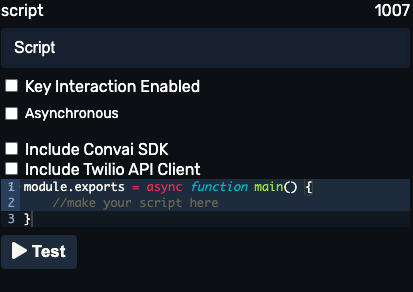 script 1007
Script
Key Interaction Enabled
Asynchronous
Include Convai SDK
Include Twilio API Client
1 module.exports = async function main() {
2     //make your script here
3 }
Test